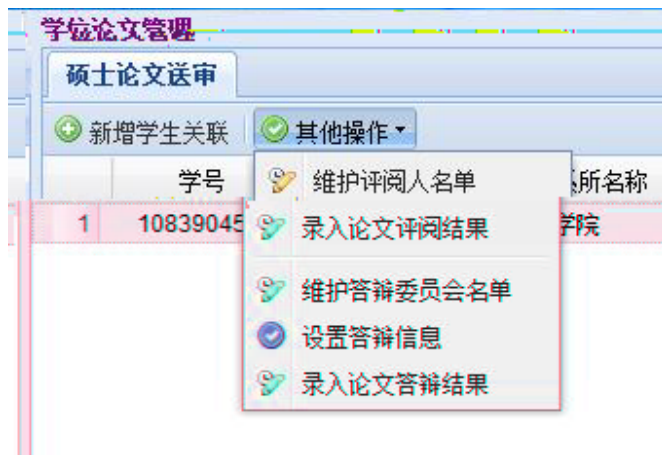 学位论文管理
硕士论文送审
新增学生关联 其他操作
学号 所名称
维护评阅人名单
1 10839045 学院
录入论文评阅结果
维护答辩委员会名单
设置答辩信息
录入论文答辩结果